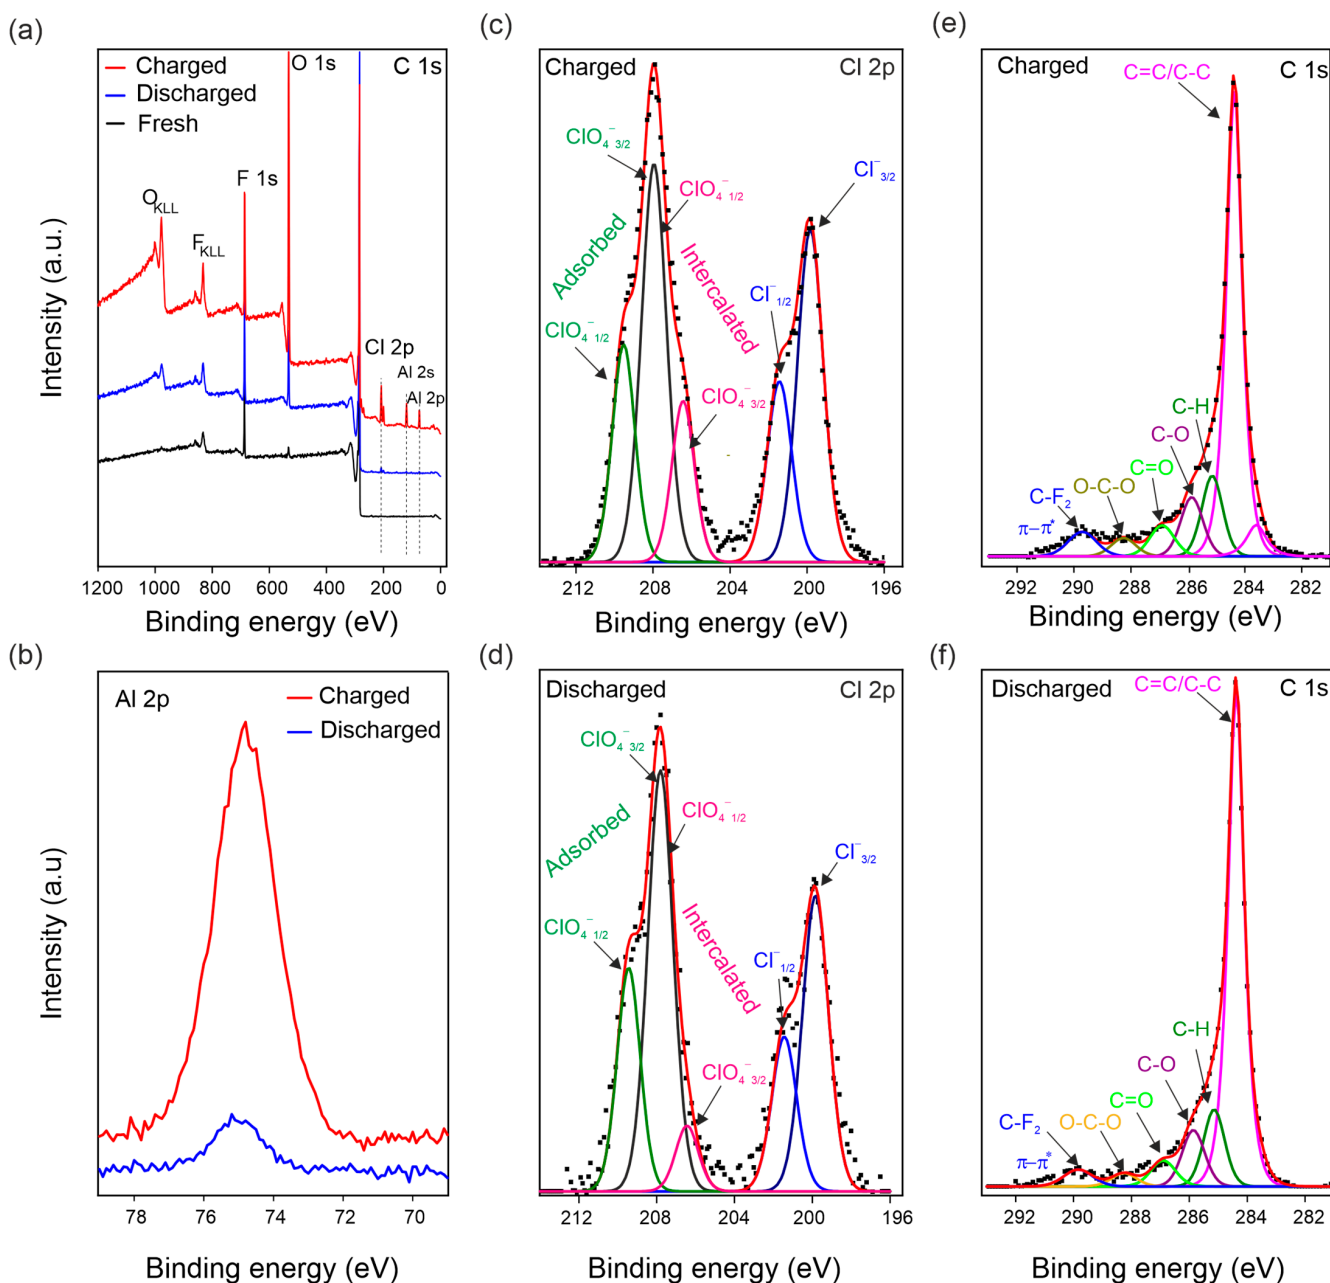 (a)
Charged
Discharged
Fresh
O 1s
C 1s
F 1s
O KLL
F KLL
Cl 2p
Al 2s
Al 2p
Intensity (a.u.)
1200 1000 800 600 400 200 0
Binding energy (eV)
(b)
Al 2p
Charged
Discharged
Intensity (a.u)
78 76 74 72 70
Binding energy (eV)
(c)
Charged
Cl 2p
ClO₄⁻ 3/2
ClO₄⁻ 1/2
Cl⁻ 3/2
Adsorbed
Intercalated
Cl⁻ 1/2
ClO₄⁻ 1/2
ClO₄⁻ 3/2
212 208 204 200 196
Binding energy (eV)
(d)
Discharged
Cl 2p
ClO₄⁻ 3/2
ClO₄⁻ 1/2
Cl⁻ 3/2
Adsorbed
Intercalated
ClO₄⁻ 1/2
Cl⁻ 1/2
ClO₄⁻ 3/2
212 208 204 200 196
Binding energy (eV)
(e)
Charged
C 1s
C=C/C-C
C-H
C-O
C=O
O-C-O
C-F₂
π–π*
292 290 288 286 284 282
Binding energy (eV)
(f)
Discharged
C 1s
C=C/C-C
C-H
C-O
C=O
O-C-O
C-F₂
π–π*
292 290 288 286 284 282
Binding energy (eV)